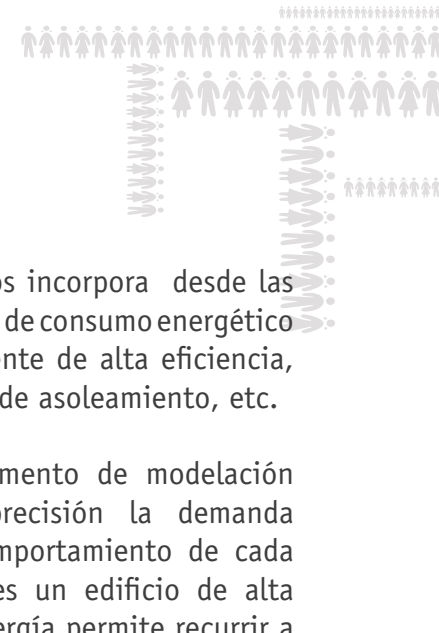 os incorpora desde las
de consumo energético
ente de alta eficiencia,
de asoleamiento, etc.
mento de modelación
precisión la demanda
mportamiento de cada
es un edificio de alta
ergía permite recurrir a